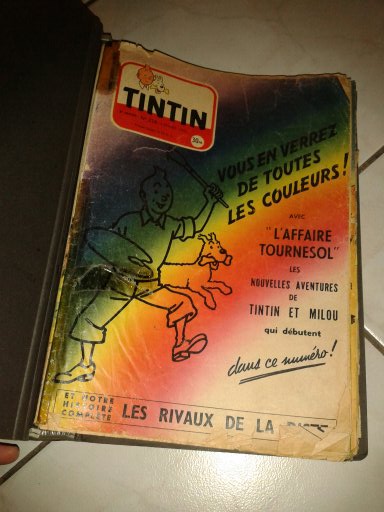 TINTIN
VOUS EN VERREZ
DE TOUTES
LES COULEURS!
AVEC
"L'AFFAIRE
TOURNESOL"
LES
NOUVELLES AVENTURES
DE
TINTIN ET MILOU
qui débutent
dans ce numéro!
ET NOTRE
HISTOIRE
COMPLÈTE
LES RIVAUX DE LA